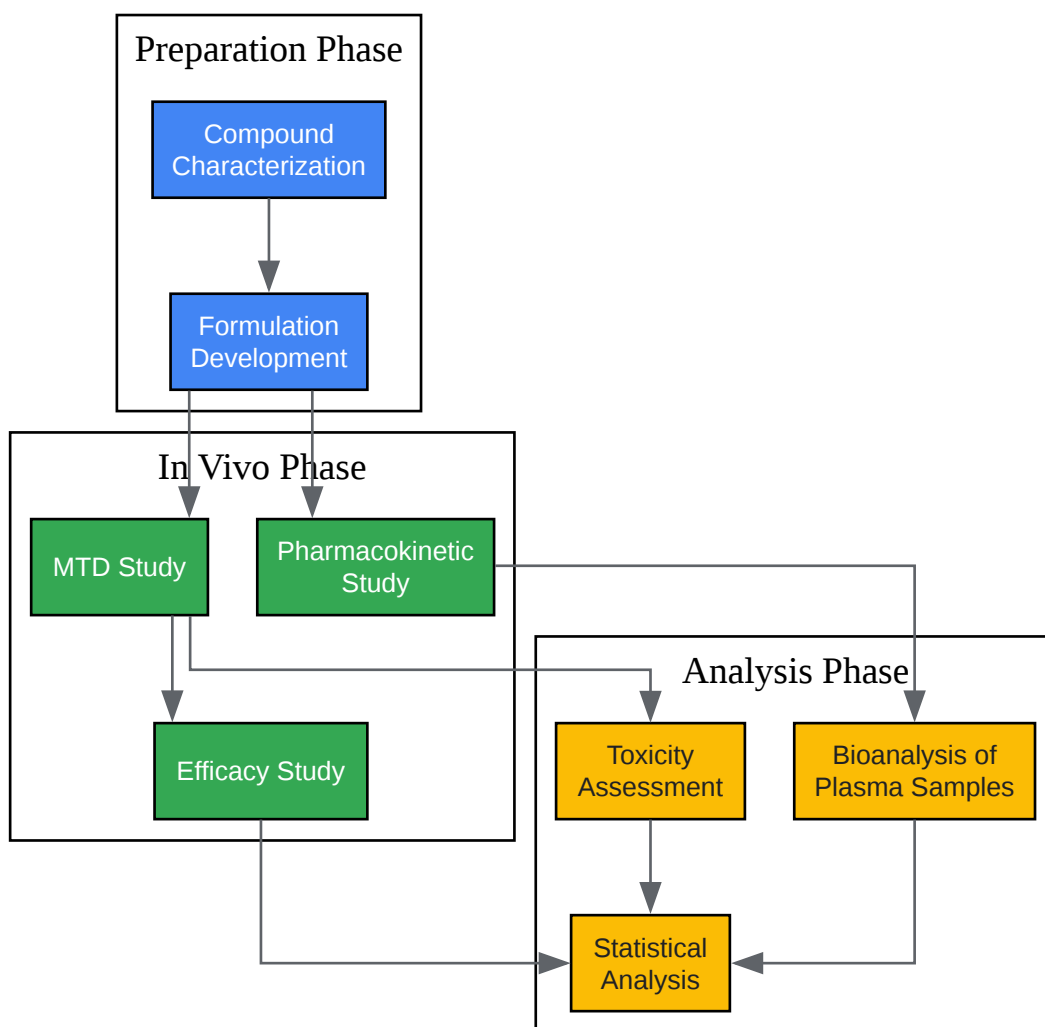 Preparation Phase
Compound
Characterization
Formulation
Development
In Vivo Phase
MTD Study
Pharmacokinetic
Study
Efficacy Study
Analysis Phase
Toxicity
Assessment
Bioanalysis of
Plasma Samples
Statistical
Analysis